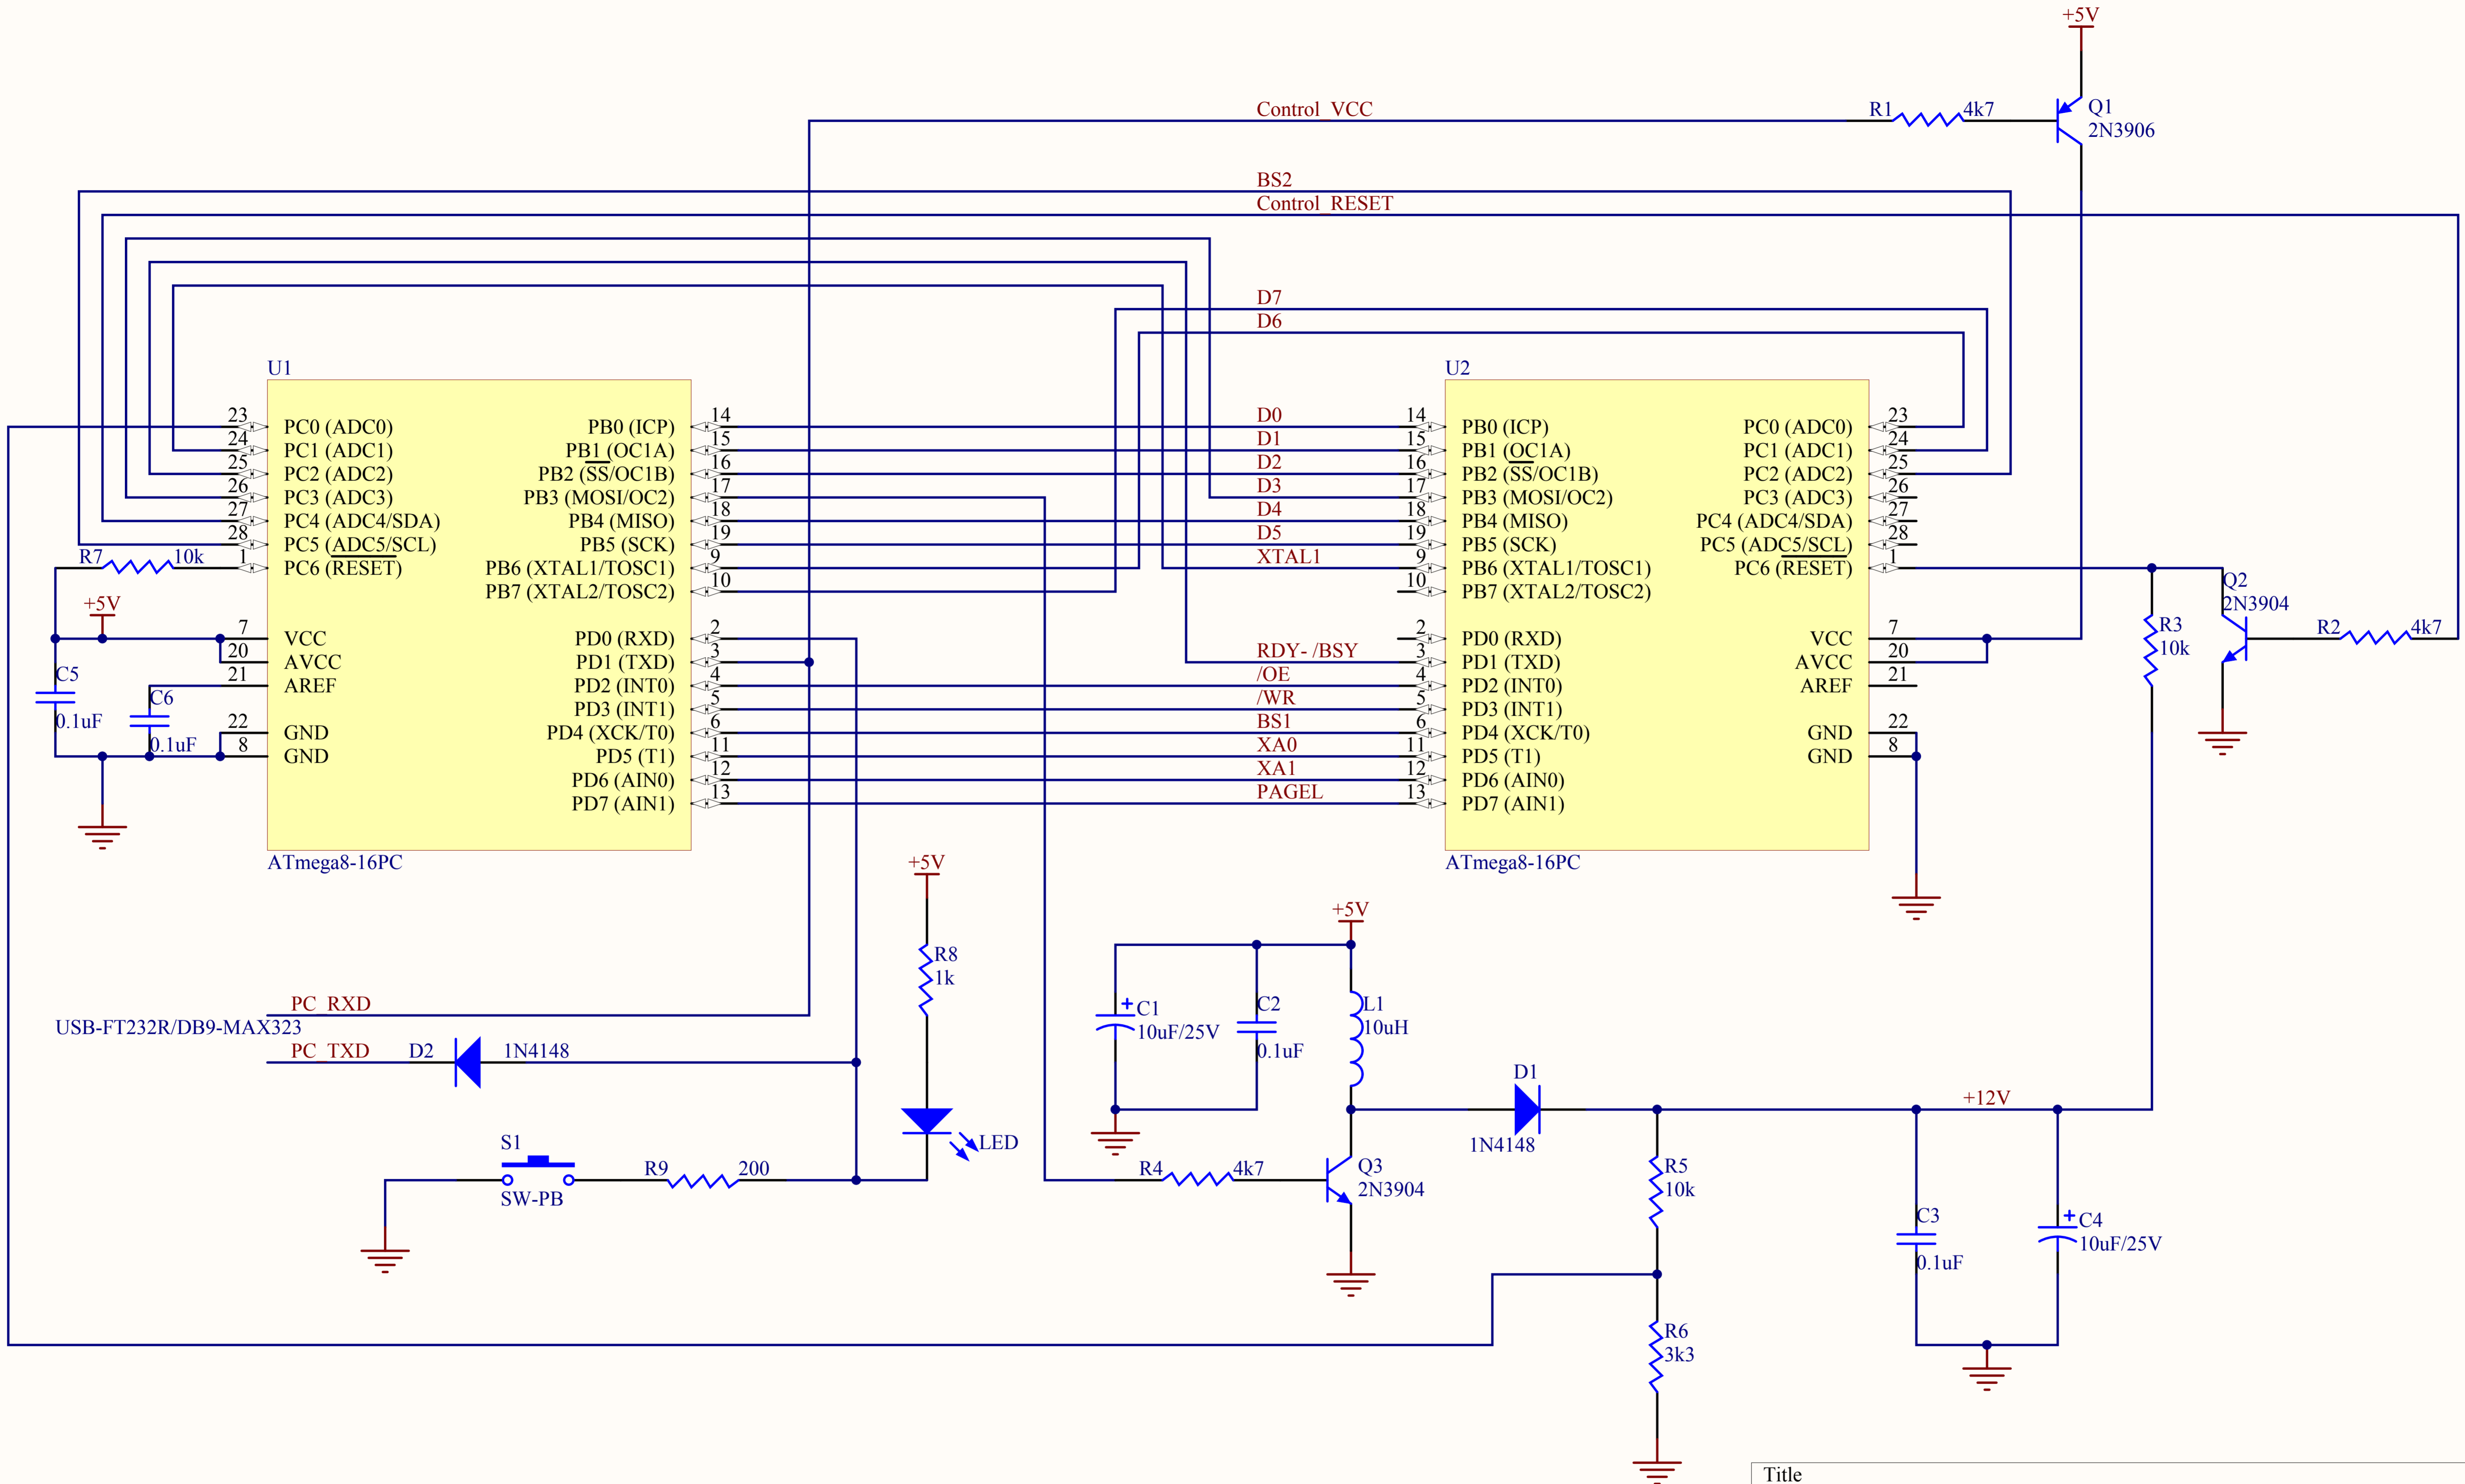 +5V
Control_VCC
R1
4k7
Q1
2N3906
BS2
Control_RESET
D7
D6
U1
23
PC0 (ADC0)
24
PC1 (ADC1)
25
PC2 (ADC2)
26
PC3 (ADC3)
27
PC4 (ADC4/SDA)
28
PC5 (ADC5/SCL)
R7
10k
1
PC6 (RESET)
+5V
7
VCC
20
AVCC
21
AREF
C5
0.1uF
C6
0.1uF
22
GND
8
GND
PB0 (ICP)
14
PB1 (OC1A)
15
PB2 (SS/OC1B)
16
PB3 (MOSI/OC2)
17
PB4 (MISO)
18
PB5 (SCK)
19
PB6 (XTAL1/TOSC1)
9
PB7 (XTAL2/TOSC2)
10
PD0 (RXD)
2
PD1 (TXD)
3
PD2 (INT0)
4
PD3 (INT1)
5
PD4 (XCK/T0)
6
PD5 (T1)
11
PD6 (AIN0)
12
PD7 (AIN1)
13
ATmega8-16PC
D0
D1
D2
D3
D4
D5
XTAL1
RDY- /BSY
/OE
/WR
BS1
XA0
XA1
PAGEL
U2
14
PB0 (ICP)
15
PB1 (OC1A)
16
PB2 (SS/OC1B)
17
PB3 (MOSI/OC2)
18
PB4 (MISO)
19
PB5 (SCK)
9
PB6 (XTAL1/TOSC1)
10
PB7 (XTAL2/TOSC2)
2
PD0 (RXD)
3
PD1 (TXD)
4
PD2 (INT0)
5
PD3 (INT1)
6
PD4 (XCK/T0)
11
PD5 (T1)
12
PD6 (AIN0)
13
PD7 (AIN1)
PC0 (ADC0)
23
PC1 (ADC1)
24
PC2 (ADC2)
25
PC3 (ADC3)
26
PC4 (ADC4/SDA)
27
PC5 (ADC5/SCL)
28
PC6 (RESET)
1
VCC
7
AVCC
20
AREF
21
GND
22
GND
8
ATmega8-16PC
Q2
2N3904
R3
10k
R2
4k7
+5V
R8
1k
LED
PC_RXD
USB-FT232R/DB9-MAX323
PC_TXD
D2
1N4148
S1
SW-PB
R9
200
+5V
C1
10uF/25V
C2
0.1uF
L1
10uH
D1
1N4148
+12V
R4
4k7
Q3
2N3904
R5
10k
C3
0.1uF
C4
10uF/25V
R6
3k3
Title